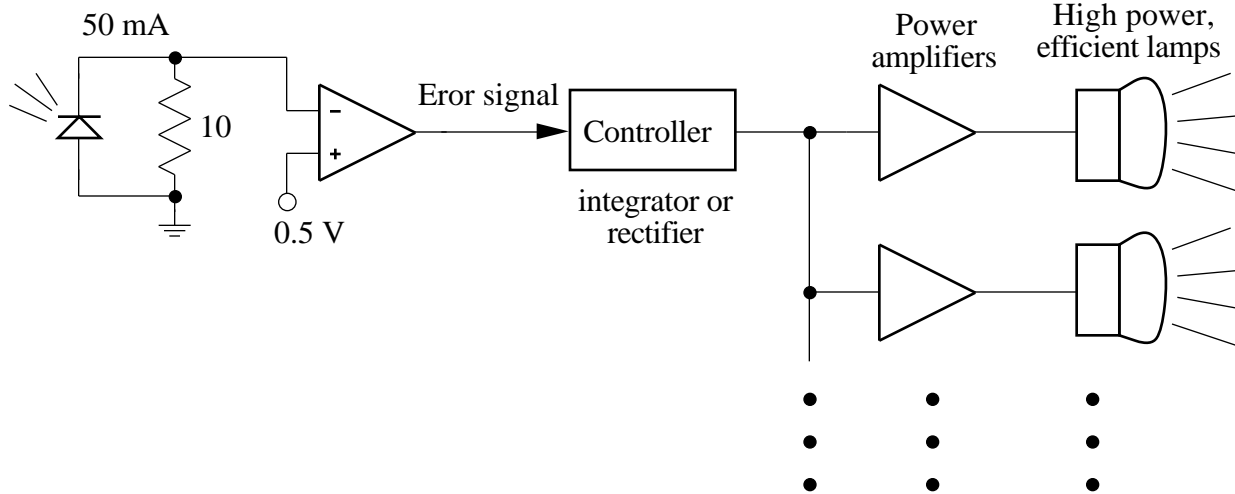 50 mA
10
−
+
0.5 V
Eror signal
Controller
integrator or
rectifier
Power
amplifiers
High power,
efficient lamps